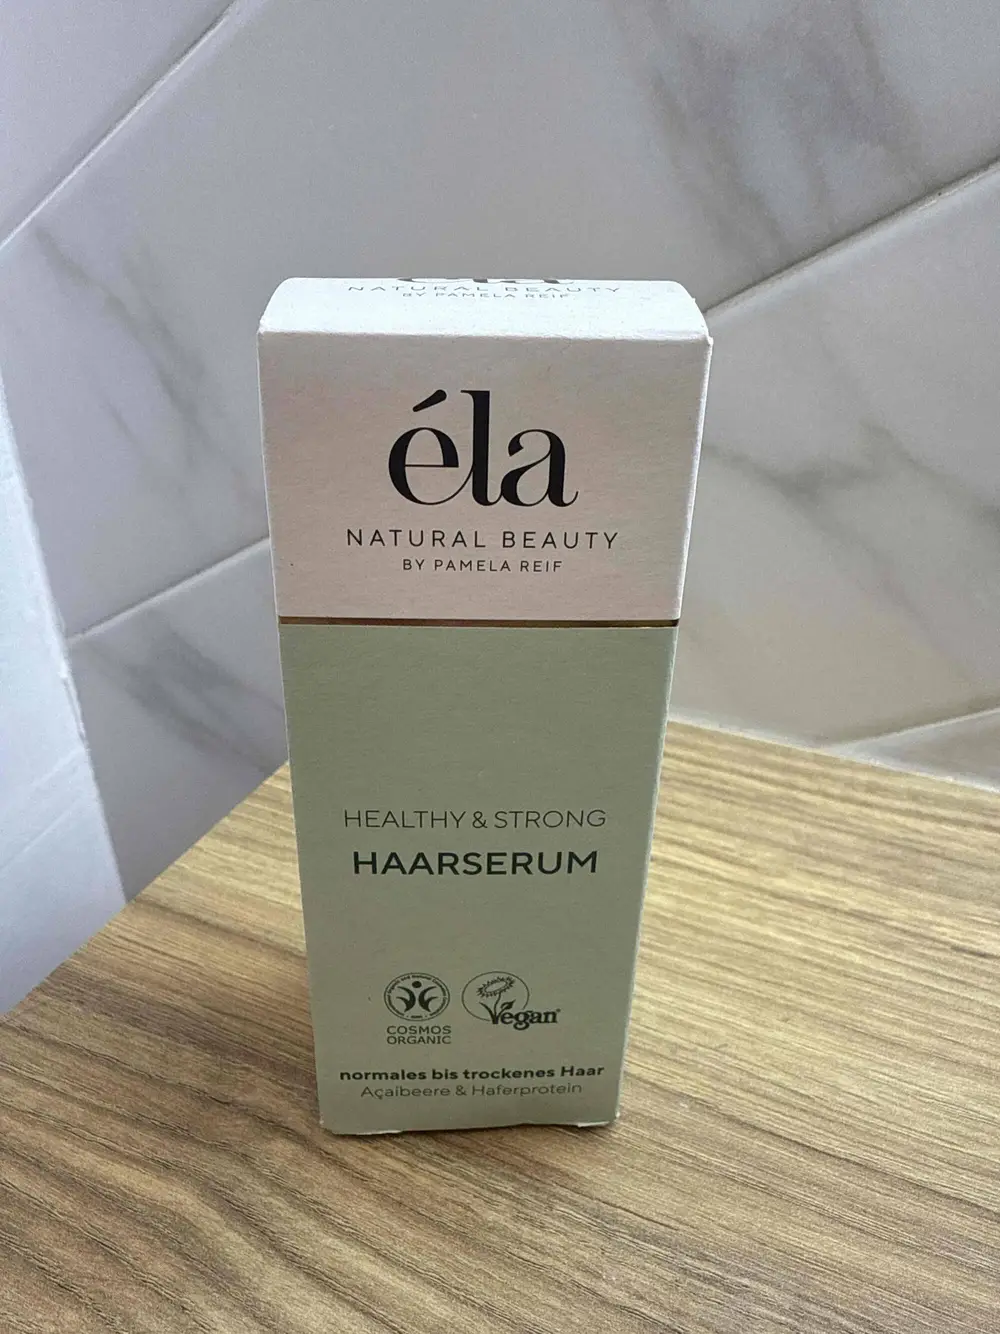 NATURAL BEAUTY
BY PAMELA REIF
éla
NATURAL BEAUTY
BY PAMELA REIF
HEALTHY & STRONG
HAARSERUM
COSMOS
ORGANIC
Vegan
normales bis trockenes Haar
Açaibeere & Haferprotein